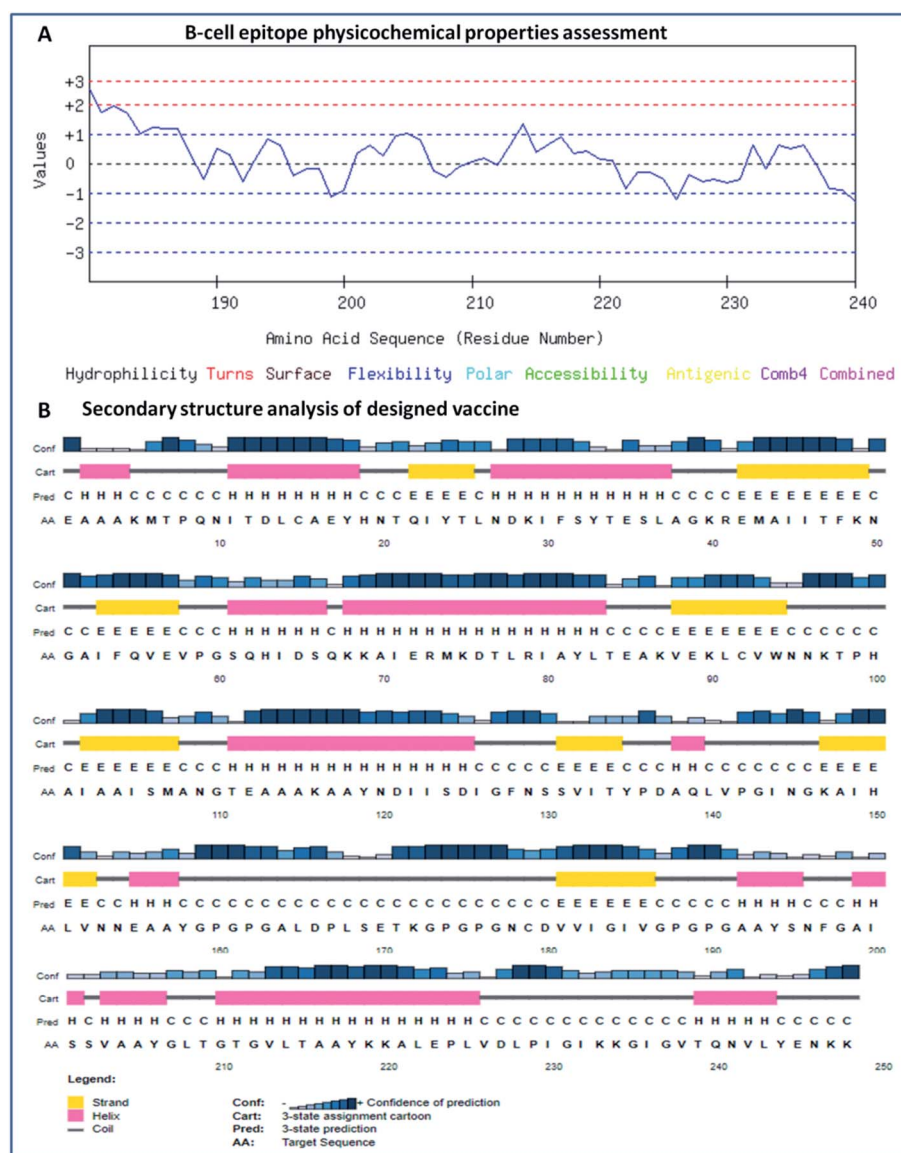 A B-cell epitope physicochemical properties assessment
+3
+2
+1
0
-1
-2
-3
Values
190 200 210 220 230 240
Amino Acid Sequence (Residue Number)
Hydrophilicity Turns Surface Flexibility Polar Accessibility Antigenic Comb4 Combined
B Secondary structure analysis of designed vaccine
Conf
Cart
Pred C H H H C C C C C C H H H H H H H H C C C E E E E C H H H H H H H H H H H C C C C E E E E E E E E C
AA E A A A K M T P Q N I T D L C A E Y H N T Q I Y T L N D K I F S Y T E S L A G K R E M A I I T F K N
10 20 30 40 50
Conf
Cart
Pred C C E E E E E C C C H H H H H H C H H H H H H H H H H H H H H H H C C C C E E E E E E E C C C C C C
AA G A I F Q V E V P G S Q H I D S Q K K A I E R M K D T L R I A Y L T E A K V E K L C V W N N K T P H
60 70 80 90 100
Conf
Cart
Pred C E E E E E E C C C H H H H H H H H H H H H H H H C C C C C E E E E C C C H H C C C C C C C E E E E
AA A I A A I S M A N G T E A A A K A A Y N D I I S D I G F N S S V I T Y P D A Q L V P G I N G K A I H
110 120 130 140 150
Conf
Cart
Pred E E C C H H H C C C C C C C C C C C C C C C C C C C C C C C E E E E E E C C C C C H H H H C C C H H
AA L V N N E A A Y G P G P G A L D P L S E T K G P G P G N C D V V I G I V G P G P G A A Y S N F G A I
160 170 180 190 200
Conf
Cart
Pred H C H H H H C C C H H H H H H H H H H H H H H H H C C C C C C C C C C C C C H H H H H C C C C C
AA S S V A A Y G L T G T G V L T A A Y K K A L E P L V D L P I G I K K G I G V T Q N V L Y E N K K
210 220 230 240 250
Legend:
Strand
Helix
Coil
Conf: - + Confidence of prediction
Cart: 3-state assignment cartoon
Pred: 3-state prediction
AA: Target Sequence